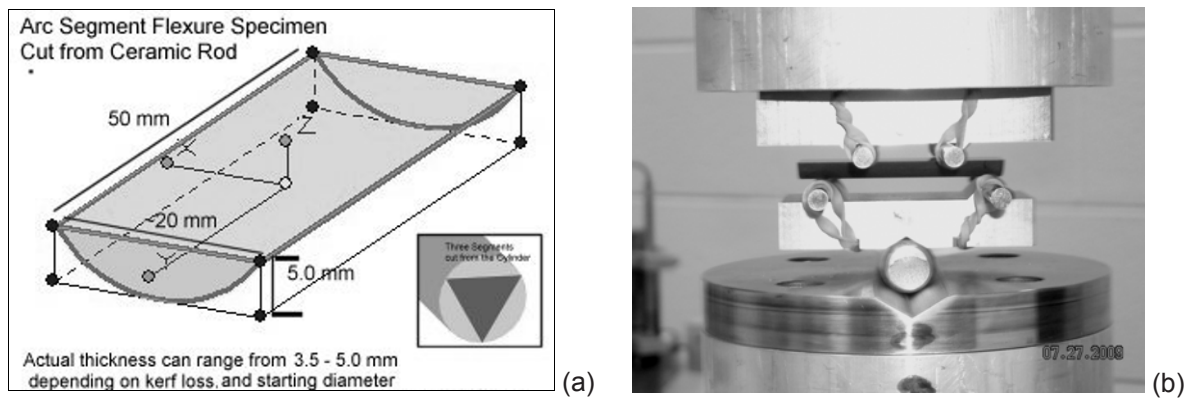 Arc Segment Flexure Specimen
Cut from Ceramic Rod
50 mm
X
Z
~20 mm
Y
5.0 mm
Three Segments
cut from the Cylinder
Actual thickness can range from 3.5 - 5.0 mm
depending on kerf loss, and starting diameter
(a)
07.27.2009
(b)